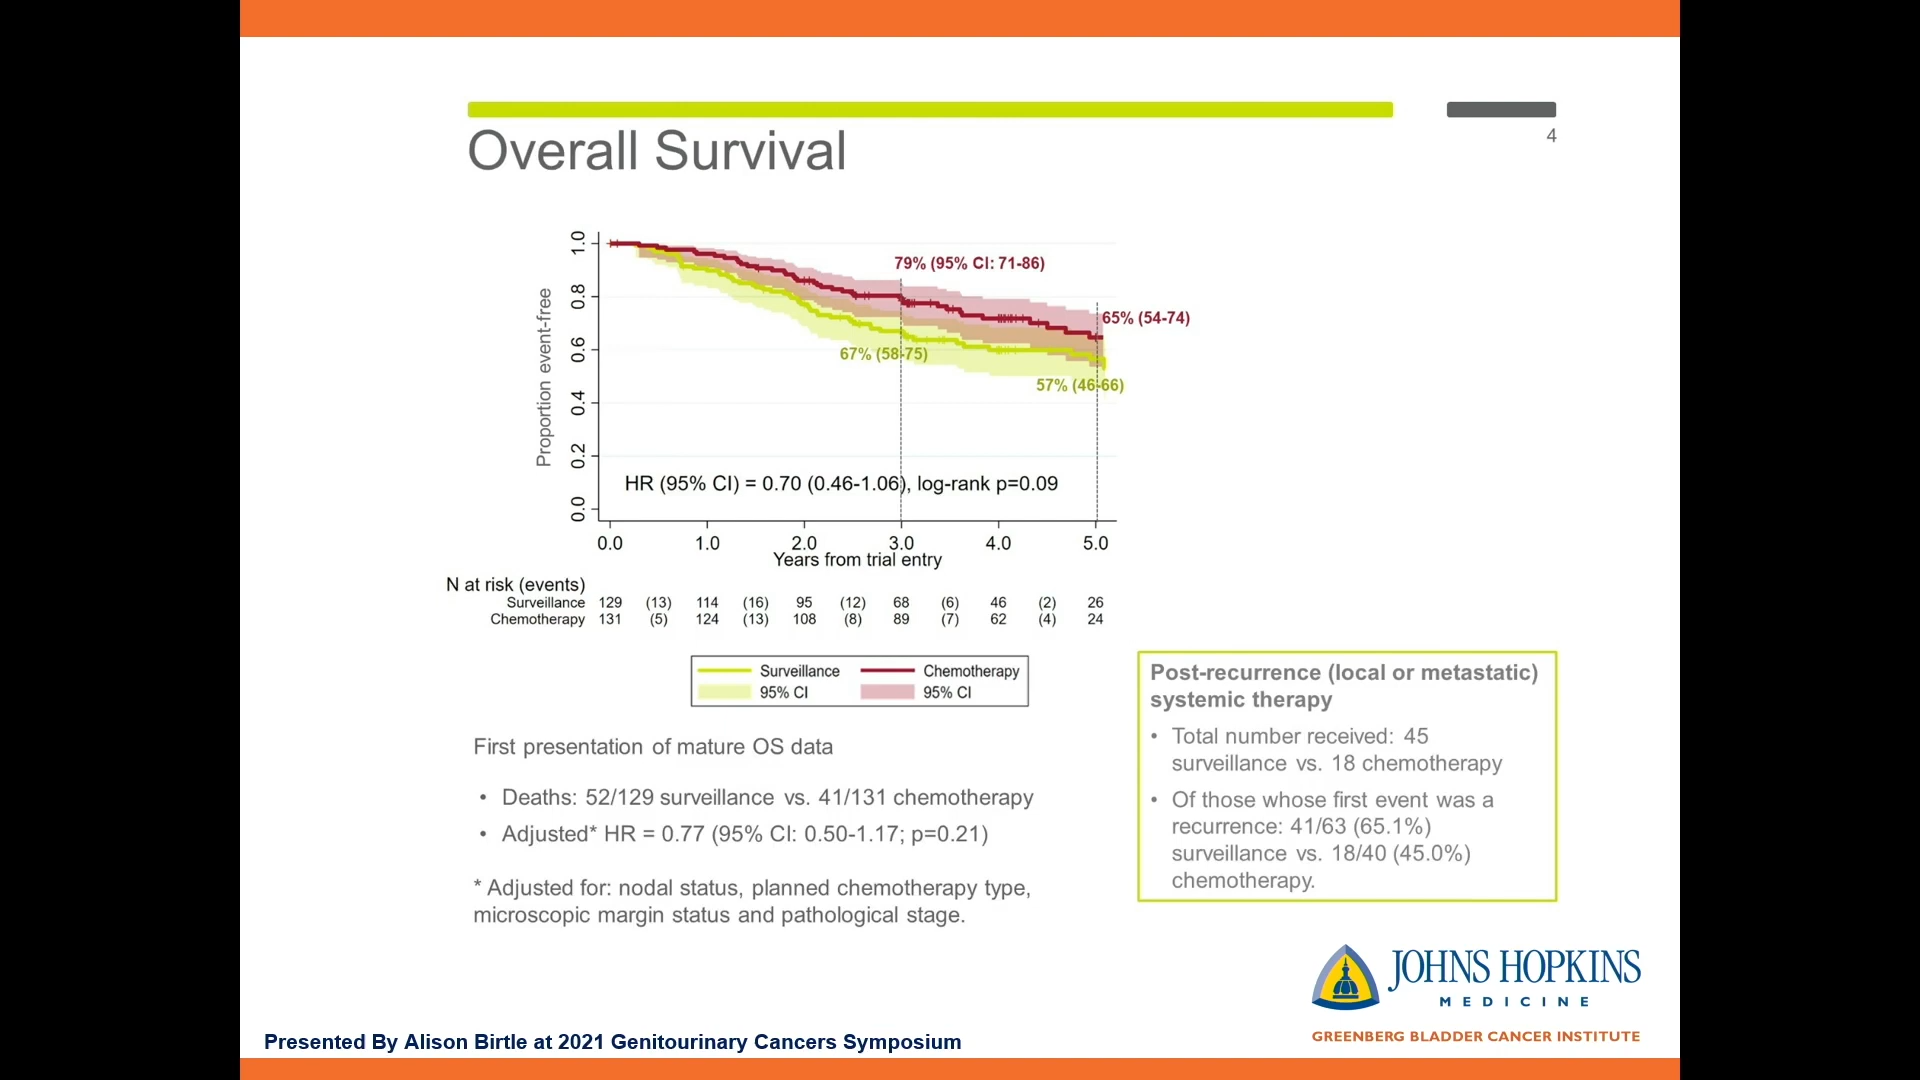 4
Overall Survival
Proportion event-free
1.0
0.8
0.6
0.4
0.2
0.0
79% (95% CI: 71-86)
65% (54-74)
67% (58-75)
57% (46-66)
HR (95% CI) = 0.70 (0.46-1.06), log-rank p=0.09
0.0 1.0 2.0 3.0 4.0 5.0
Years from trial entry
N at risk (events)
Surveillance 129 (13) 114 (16) 95 (12) 68 (6) 46 (2) 26
Chemotherapy 131 (5) 124 (13) 108 (8) 89 (7) 62 (4) 24
Surveillance Chemotherapy
95% CI 95% CI
First presentation of mature OS data
• Deaths: 52/129 surveillance vs. 41/131 chemotherapy
• Adjusted* HR = 0.77 (95% CI: 0.50-1.17; p=0.21)
* Adjusted for: nodal status, planned chemotherapy type,
microscopic margin status and pathological stage.
Post-recurrence (local or metastatic)
systemic therapy
• Total number received: 45
surveillance vs. 18 chemotherapy
• Of those whose first event was a
recurrence: 41/63 (65.1%)
surveillance vs. 18/40 (45.0%)
chemotherapy.
JOHNS HOPKINS
MEDICINE
GREENBERG BLADDER CANCER INSTITUTE
Presented By Alison Birtle at 2021 Genitourinary Cancers Symposium